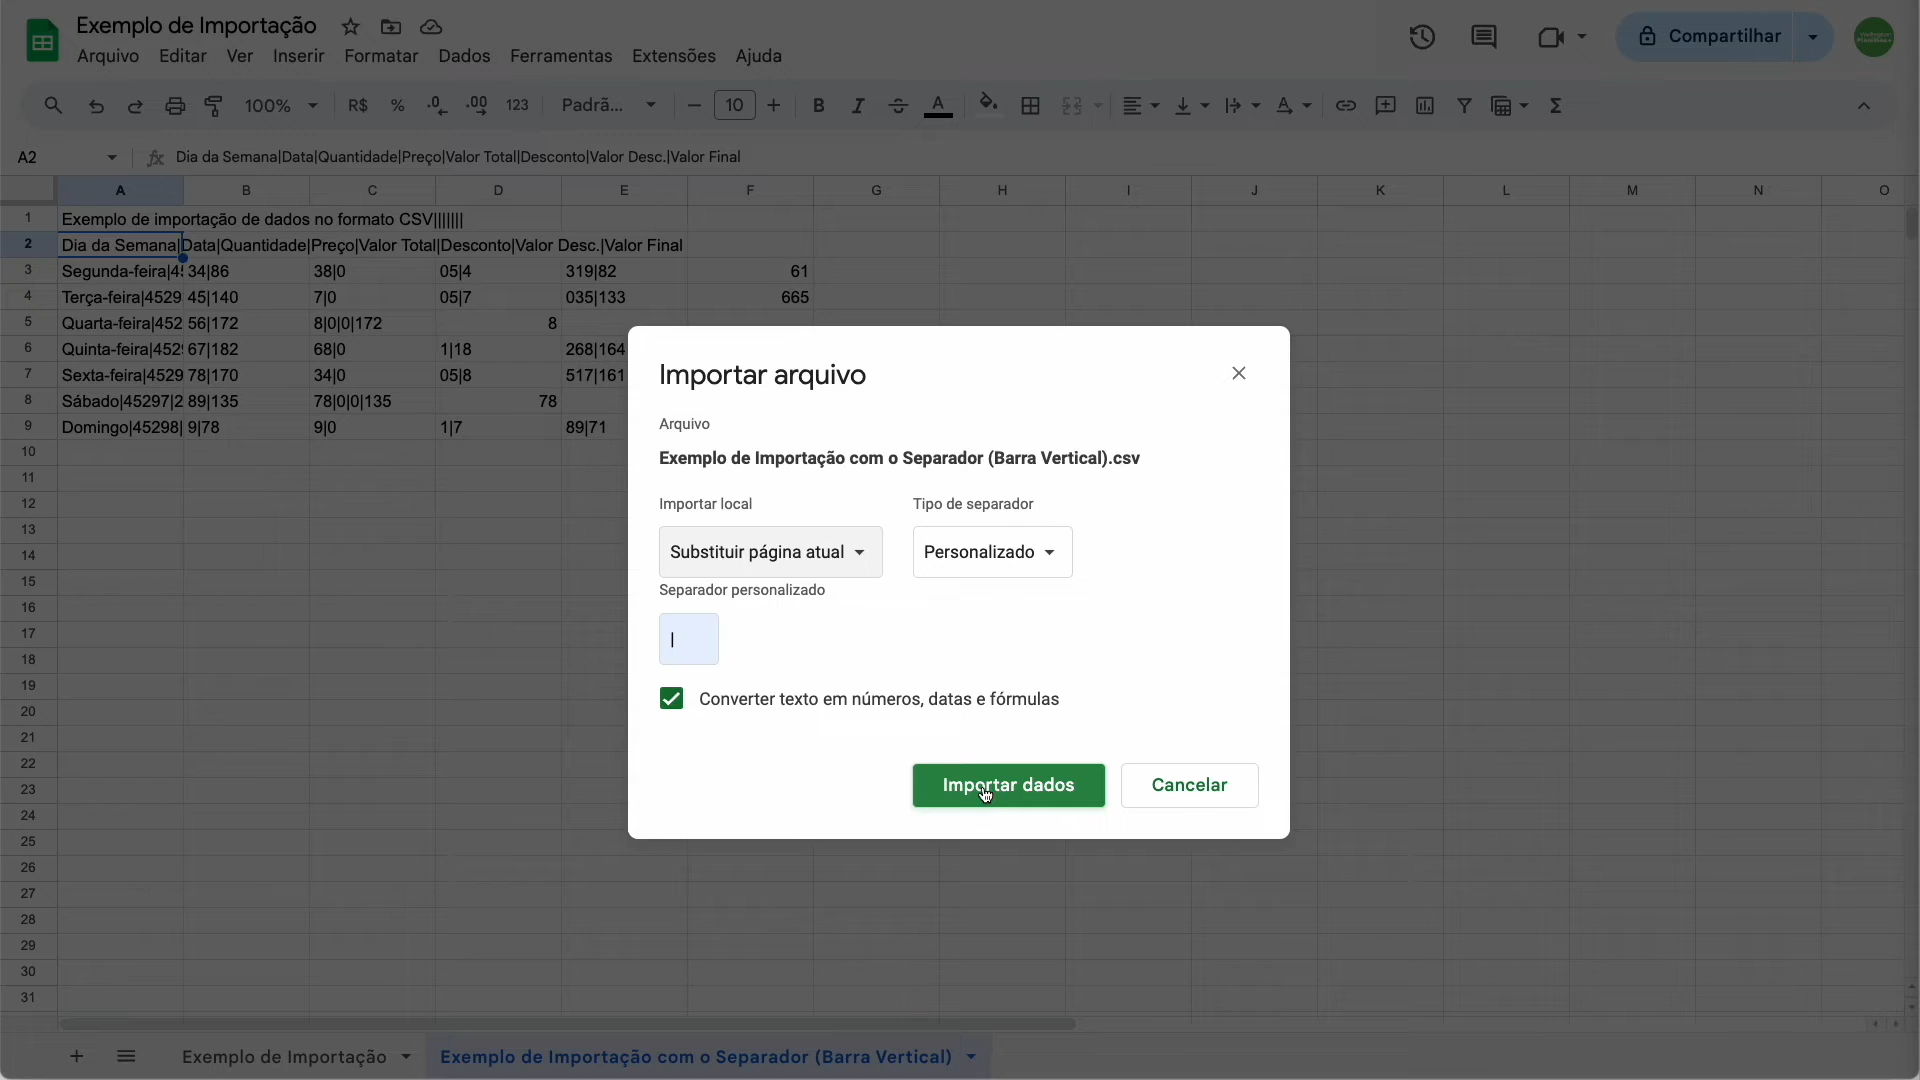 Exemplo de Importação
Arquivo Editar Ver Inserir Formatar Dados Ferramentas Extensões Ajuda
Compartilhar
100% R$ % .0 .00 123 Padrã... 10 B I A
A2 fx Dia da Semana|Data|Quantidade|Preço|Valor Total|Desconto|Valor Desc.|Valor Final
A B C D E F G H I J K L M N O
1 Exemplo de importação de dados no formato CSV|||||||
2 Dia da Semana|Data|Quantidade|Preço|Valor Total|Desconto|Valor Desc.|Valor Final
3 Segunda-feira|4! 34|86 38|0 05|4 319|82 61
4 Terça-feira|4529 45|140 7|0 05|7 035|133 665
5 Quarta-feira|452 56|172 8|0|0|172 8
6 Quinta-feira|452! 67|182 68|0 1|18 268|164
7 Sexta-feira|4529 78|170 34|0 05|8 517|161
8 Sábado|45297|2 89|135 78|0|0|135 78
9 Domingo|45298| 9|78 9|0 1|7 89|71
10
11
12
13
14
15
16
17
18
19
20
21
22
23
24
25
26
27
28
29
30
31
Importar arquivo
Arquivo
Exemplo de Importação com o Separador (Barra Vertical).csv
Importar local Tipo de separador
Substituir página atual Personalizado
Separador personalizado
|
Converter texto em números, datas e fórmulas
Importar dados Cancelar
Exemplo de Importação Exemplo de Importação com o Separador (Barra Vertical)